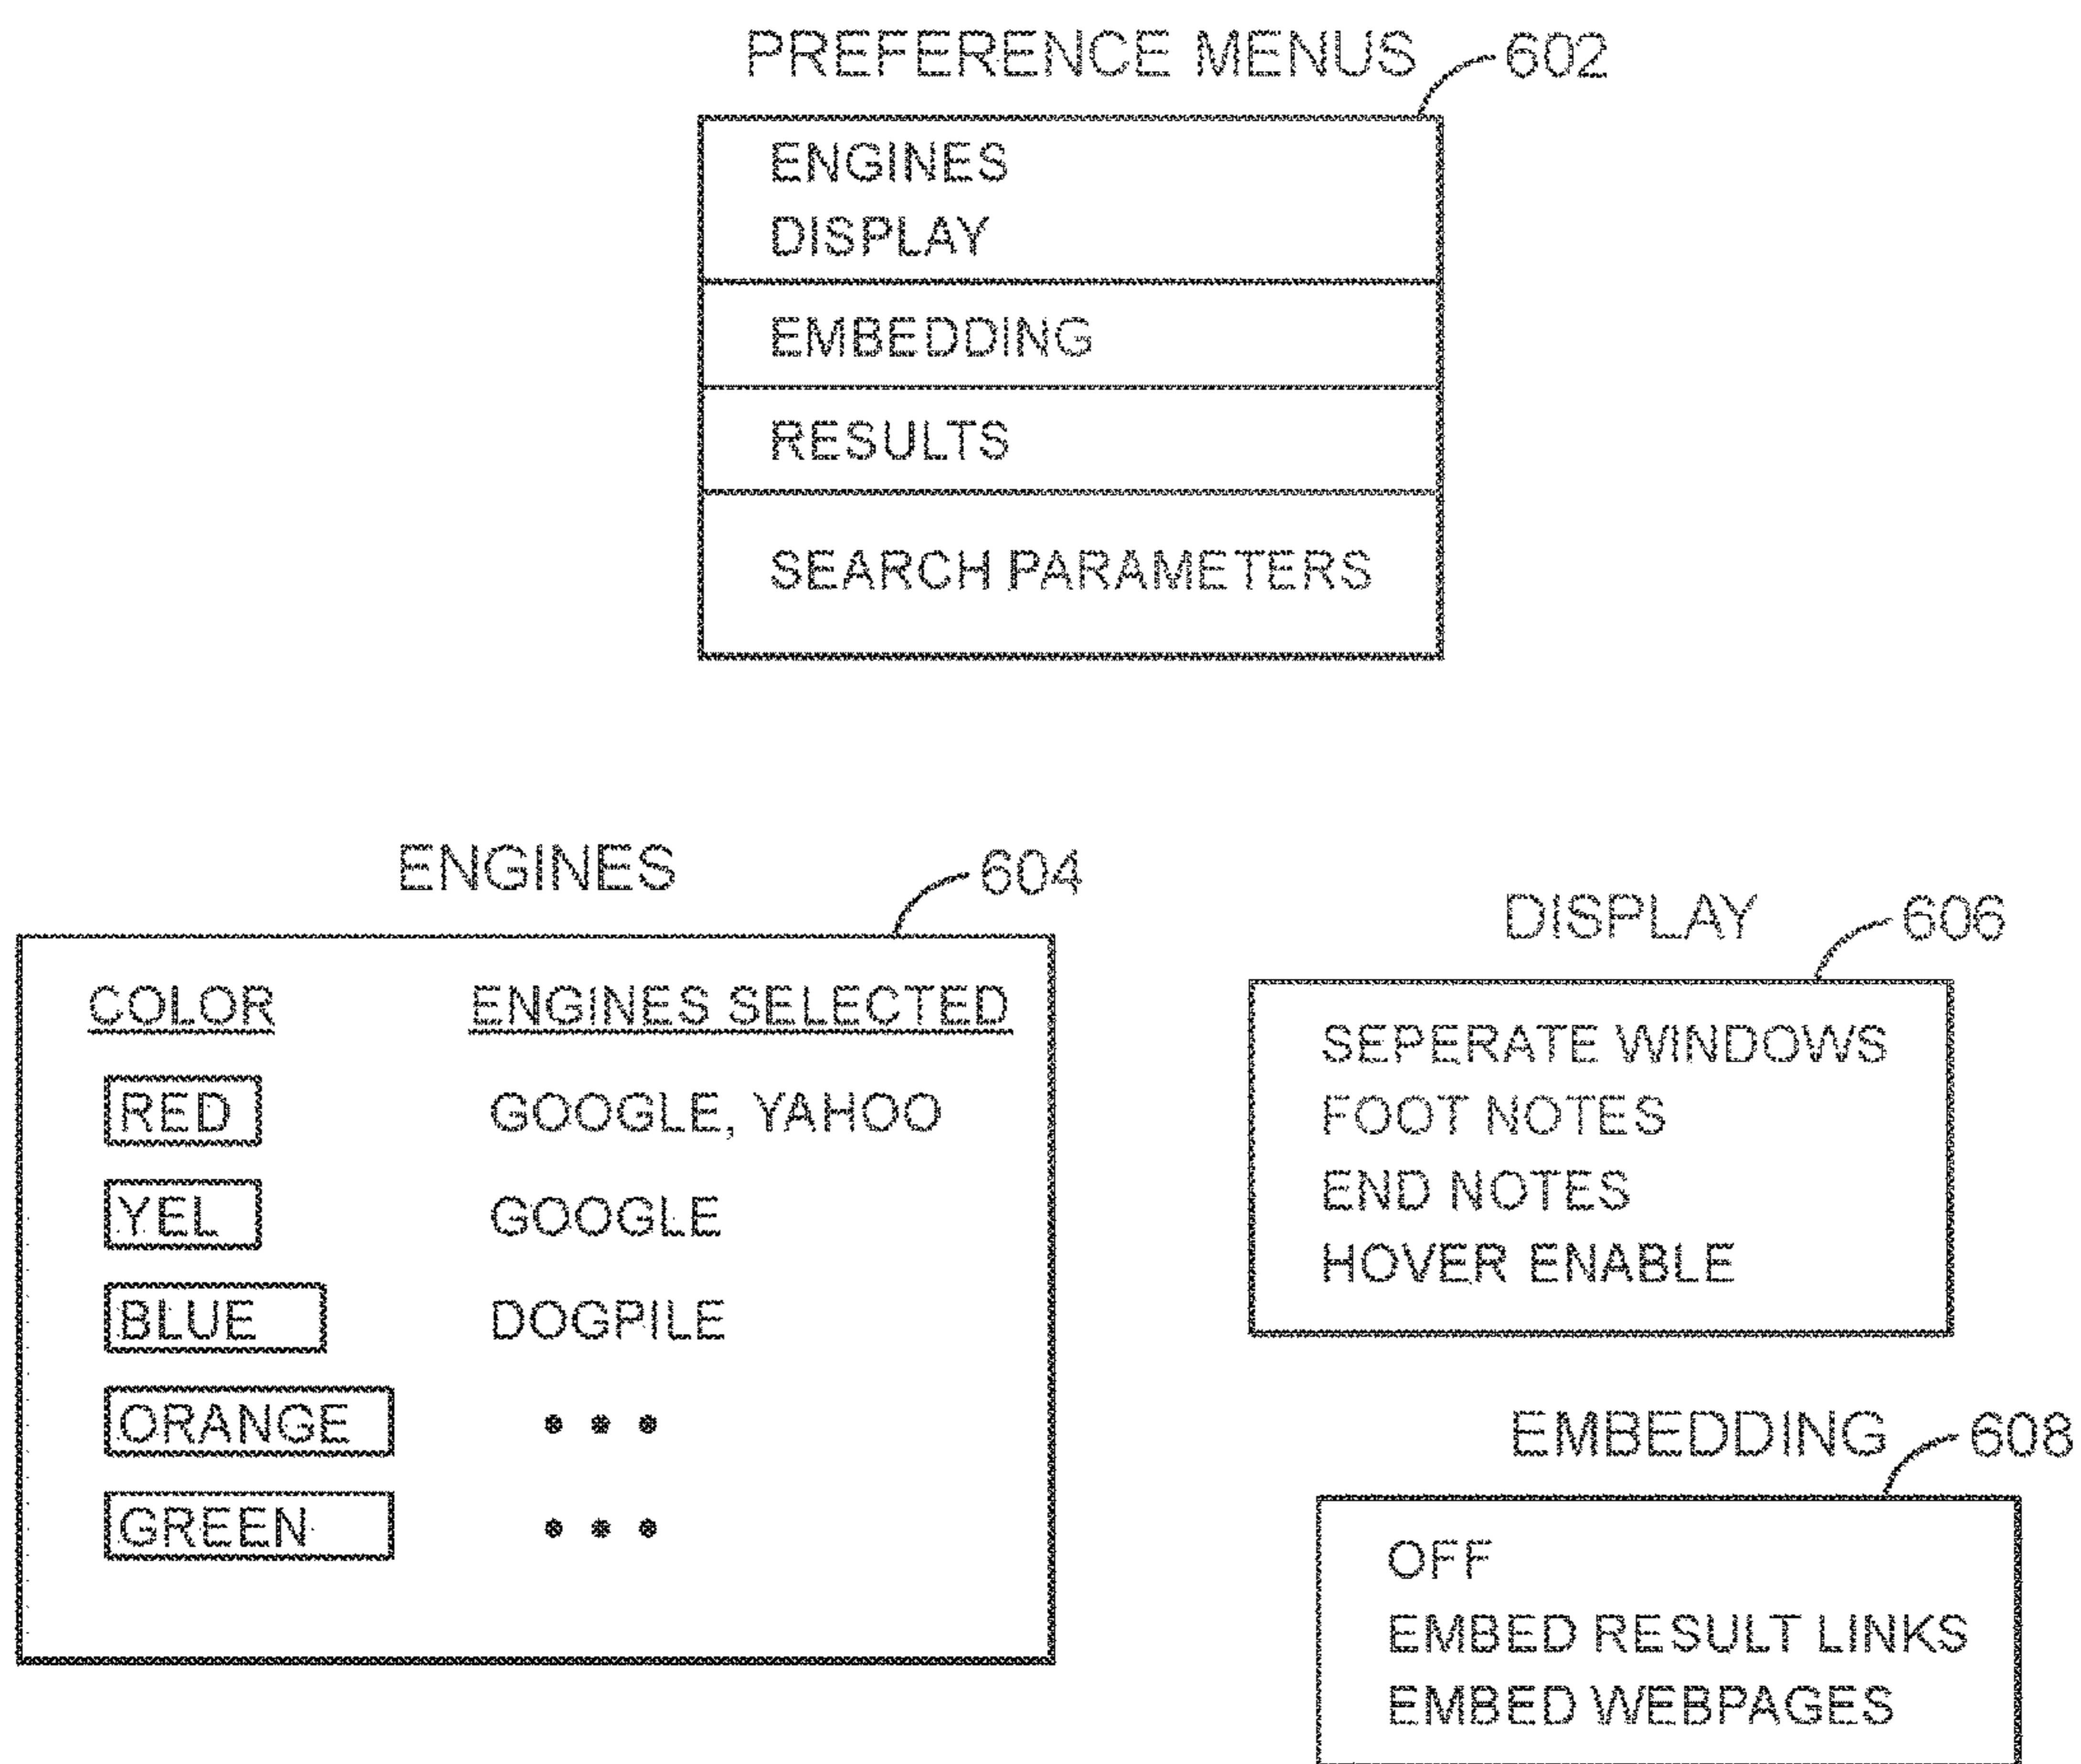 PREFERENCE MENUS 602
ENGINES
DISPLAY
EMBEDDING
RESULTS
SEARCH PARAMETERS
ENGINES 604
COLOR ENGINES SELECTED
RED GOOGLE, YAHOO
YEL GOOGLE
BLUE DOGPILE
ORANGE • • •
GREEN • • •
DISPLAY 606
SEPERATE WINDOWS
FOOT NOTES
END NOTES
HOVER ENABLE
EMBEDDING 608
OFF
EMBED RESULT LINKS
EMBED WEBPAGES